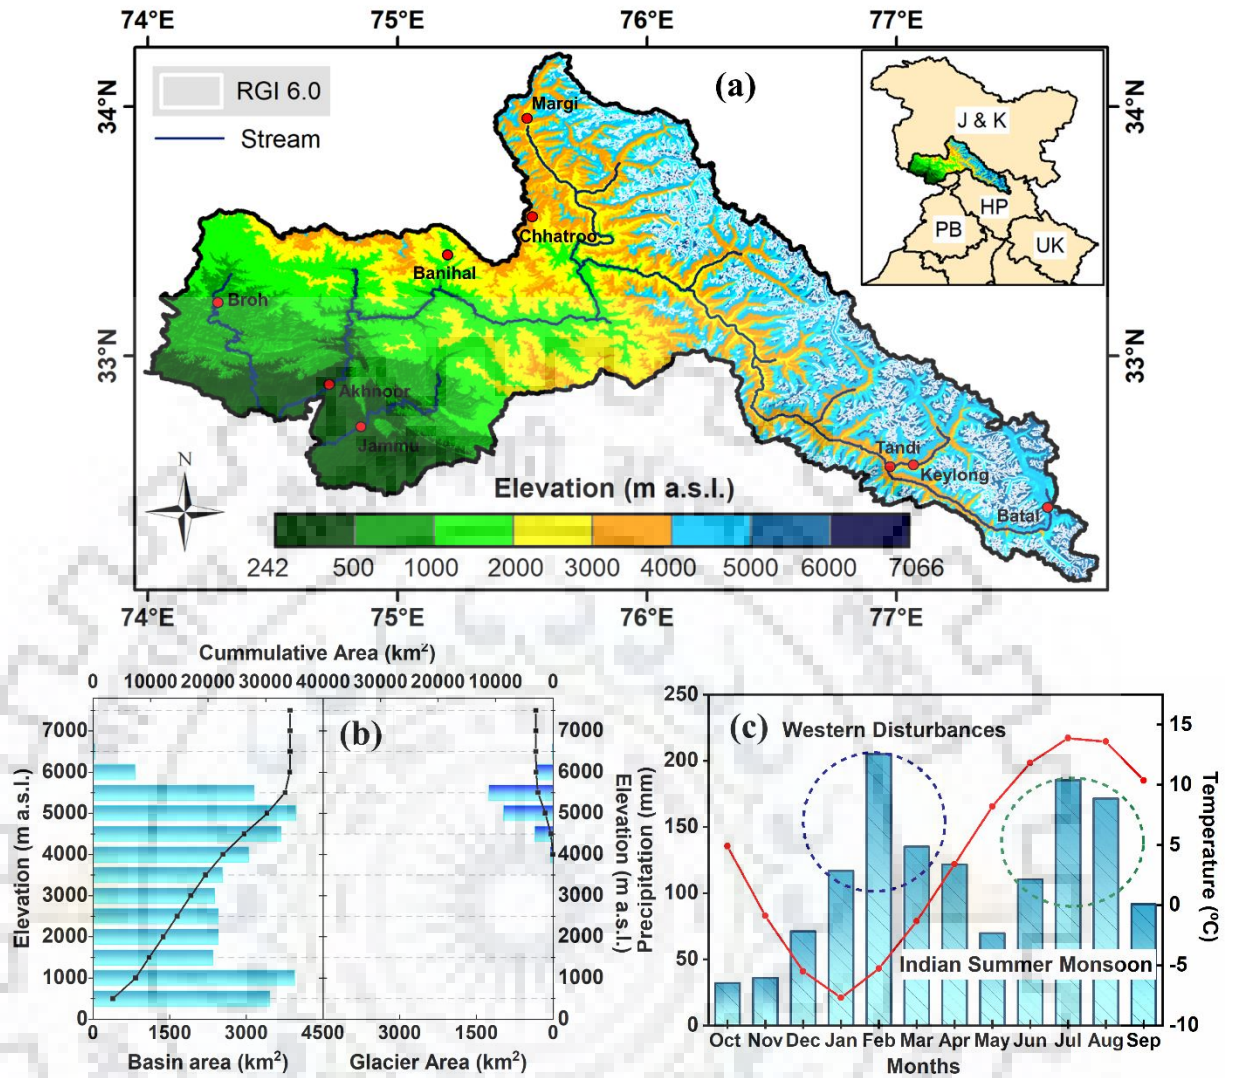 74°E 75°E 76°E 77°E
RGI 6.0
Stream
(a)
34°N
34°N
33°N
33°N
Margi
Chhatroo
Banihal
Broh
Akhnoor
Jammu
Tandi
Keylong
Batal
J & K
HP
PB
UK
N
Elevation (m a.s.l.)
242 500 1000 2000 3000 4000 5000 6000 7066
74°E 75°E 76°E 77°E
Cummulative Area (km²)
0 10000 20000 30000 40000 30000 20000 10000 0
(b)
Elevation (m a.s.l.)
7000
6000
5000
4000
3000
2000
1000
0
7000
6000
5000
4000
3000
2000
1000
0
Elevation (m a.s.l.)
0 1500 3000 4500 3000 1500 0
Basin area (km²) Glacier Area (km²)
(c) Western Disturbances
Indian Summer Monsoon
Precipitation (mm)
250
200
150
100
50
0
15
10
5
0
-5
-10
Temperature (°C)
Oct Nov Dec Jan Feb Mar Apr May Jun Jul Aug Sep
Months